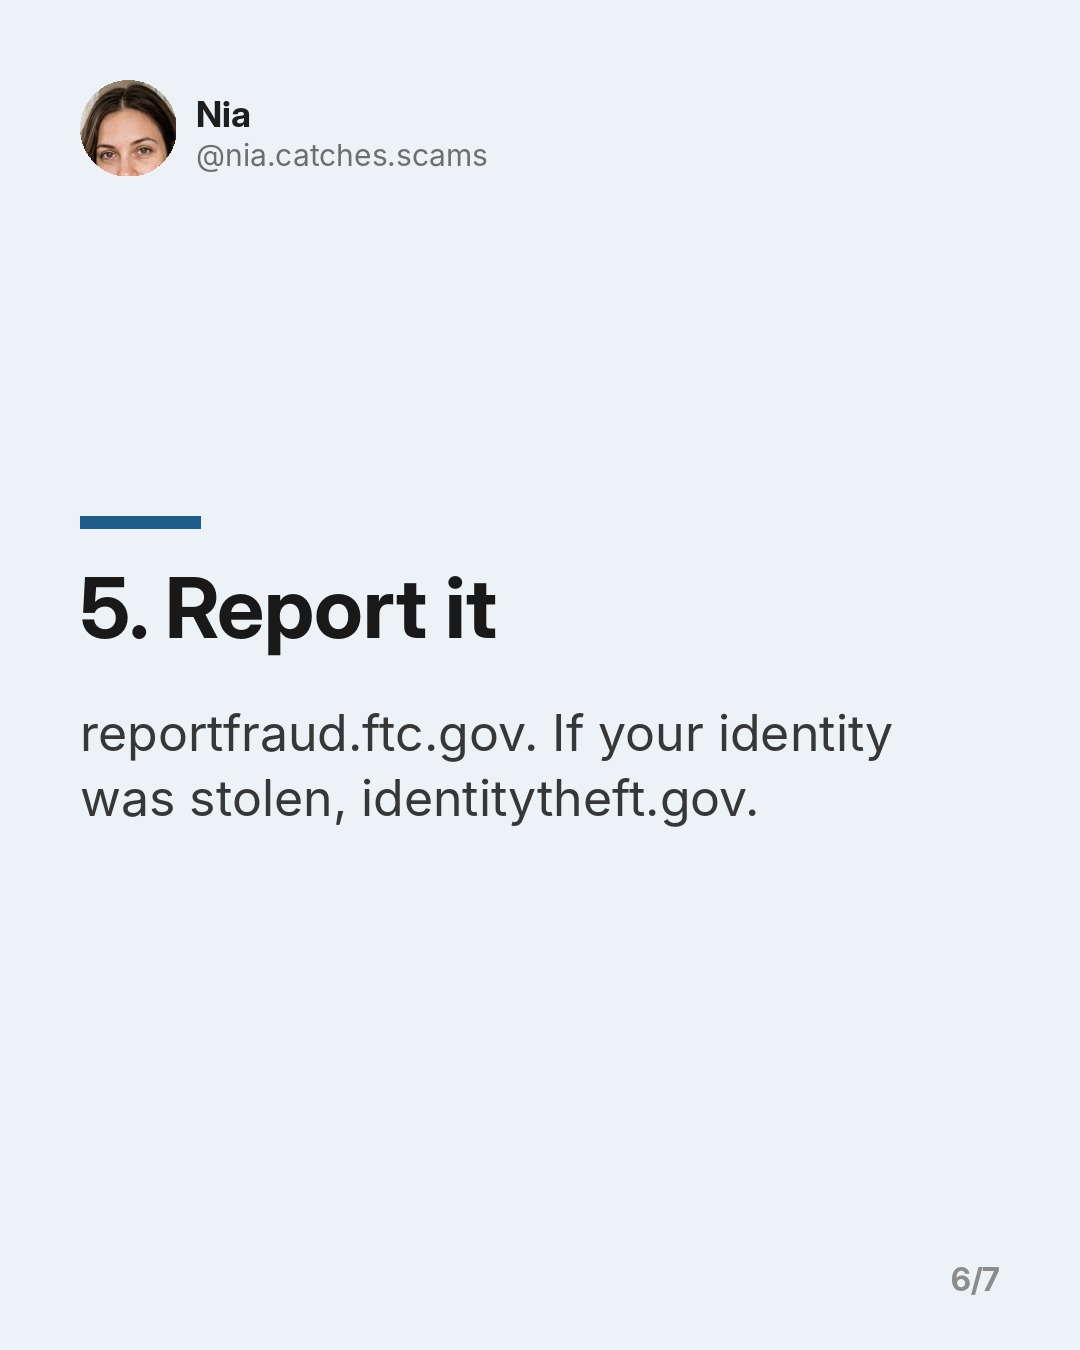 Nia
@nia.catches.scams
5. Report it
reportfraud.ftc.gov. If your identity
was stolen, identitytheft.gov.
6/7